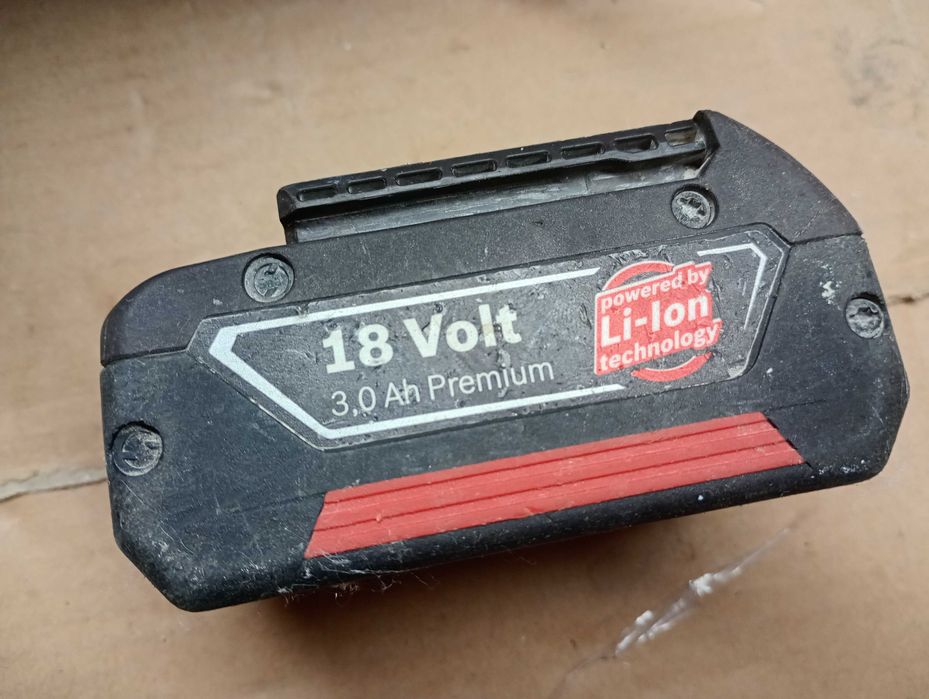 18 Volt
3,0 Ah Premium
powered by
Li-Ion
technology